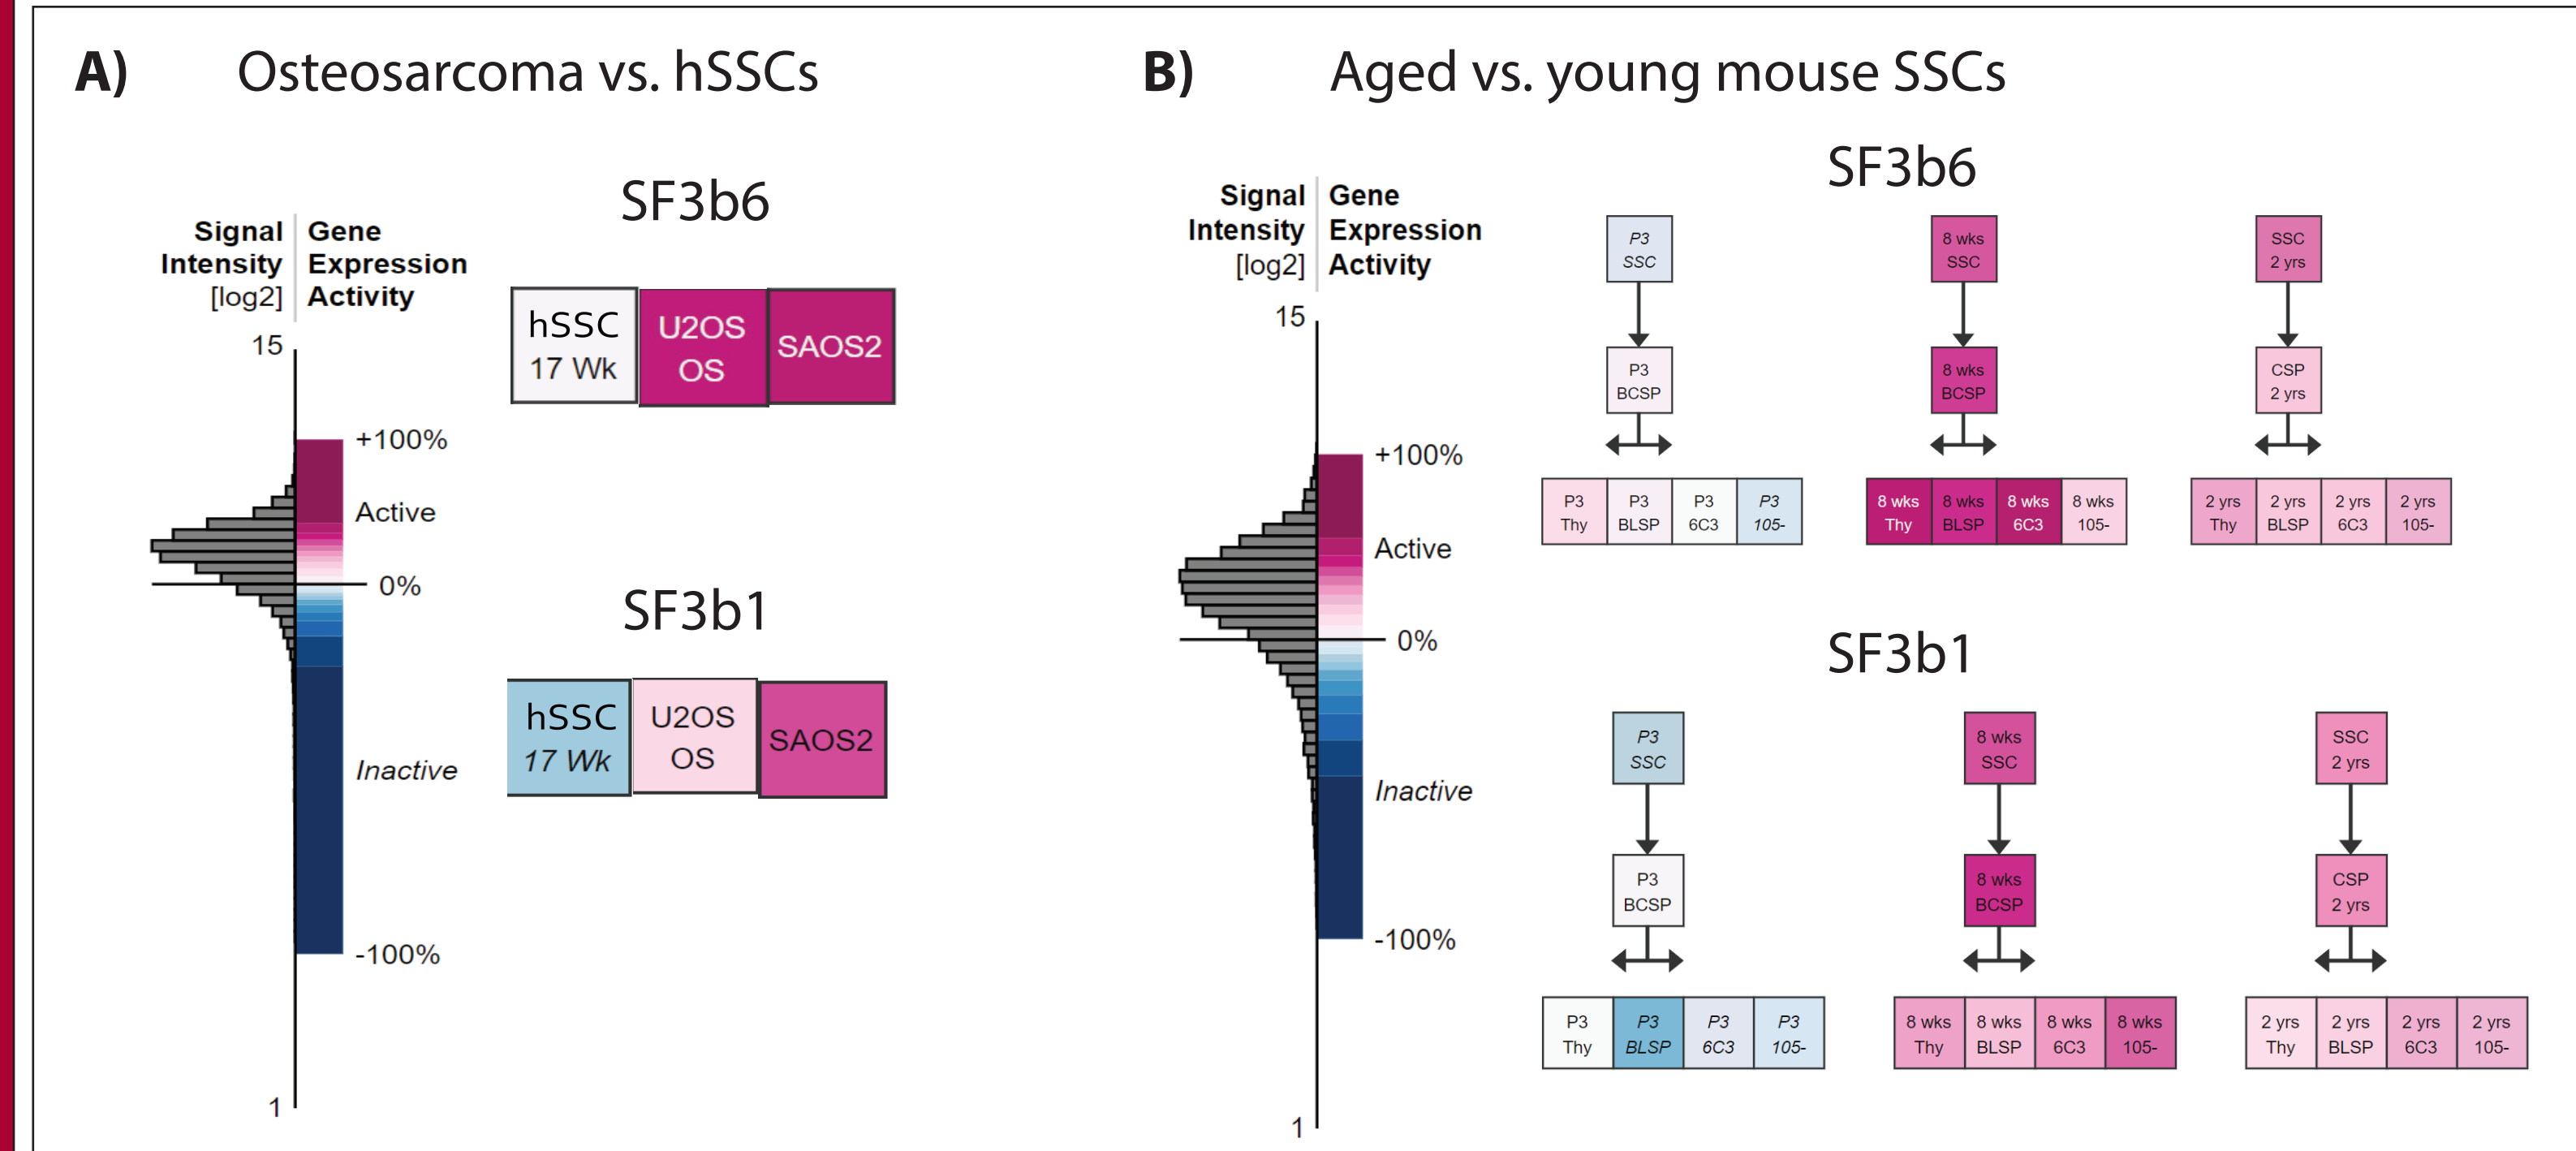 A) Osteosarcoma vs. hSSCs
Signal Gene
Intensity Expression
[log2] Activity
15
+100%
Active
0%
Inactive
-100%
1
SF3b6
hSSC
17 Wk
U2OS
OS
SAOS2
SF3b1
hSSC
17 Wk
U2OS
OS
SAOS2
B) Aged vs. young mouse SSCs
Signal Gene
Intensity Expression
[log2] Activity
15
+100%
Active
0%
Inactive
-100%
1
SF3b6
P3
SSC
P3
BCSP
P3
Thy
P3
BLSP
P3
6C3
P3
105-
8 wks
SSC
8 wks
BCSP
8 wks
Thy
8 wks
BLSP
8 wks
6C3
8 wks
105-
SSC
2 yrs
CSP
2 yrs
2 yrs
Thy
2 yrs
BLSP
2 yrs
6C3
2 yrs
105-
SF3b1
P3
SSC
P3
BCSP
P3
Thy
P3
BLSP
P3
6C3
P3
105-
8 wks
SSC
8 wks
BCSP
8 wks
Thy
8 wks
BLSP
8 wks
6C3
8 wks
105-
SSC
2 yrs
CSP
2 yrs
2 yrs
Thy
2 yrs
BLSP
2 yrs
6C3
2 yrs
105-